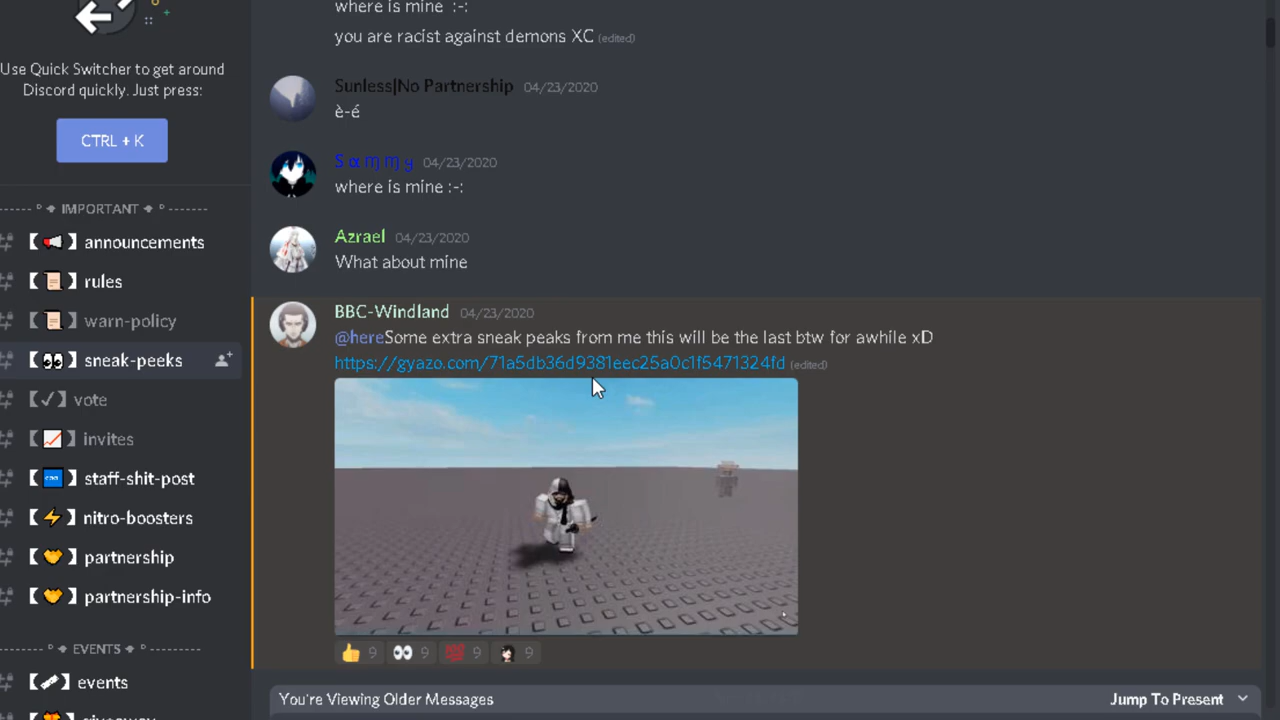 Use Quick Switcher to get around
Discord quickly. Just press:
CTRL + K
IMPORTANT
announcements
rules
warn-policy
sneak-peeks
vote
invites
staff-shit-post
nitro-boosters
partnership
partnership-info
EVENTS
events
giveaway
where is mine :-:
you are racist against demons XC (edited)
Sunless|No Partnership 04/23/2020
è-é
S α ɱ ɱ y 04/23/2020
where is mine :-:
Azrael 04/23/2020
What about mine
BBC-Windland 04/23/2020
@hereSome extra sneak peaks from me this will be the last btw for awhile xD
https://gyazo.com/71a5db36d9381eec25a0c1f5471324fd (edited)
9 9 9 9
You're Viewing Older Messages
Jump To Present